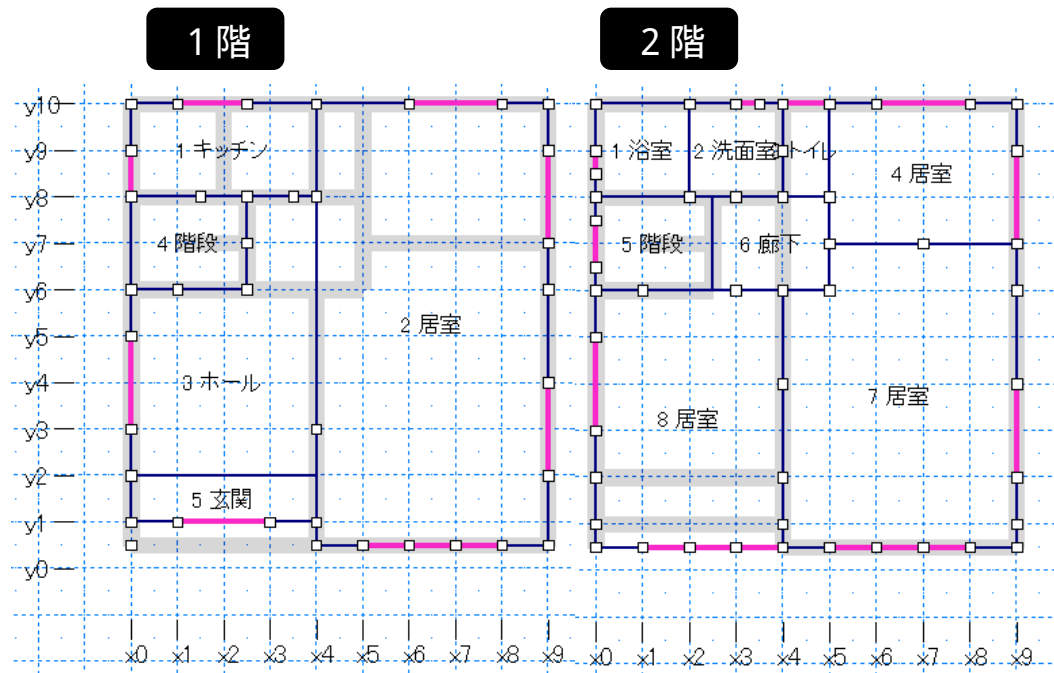 1階
2階
y10
y9
y8
y7
y6
y5
y4
y3
y2
y1
y0
1 キッチン
4 階段
2 居室
3 ホール
5 玄関
1 浴室
2 洗面室
3 トイレ
4 居室
5 階段
6 廊下
7 居室
8 居室
x0 x1 x2 x3 x4 x5 x6 x7 x8 x9
x0 x1 x2 x3 x4 x5 x6 x7 x8 x9